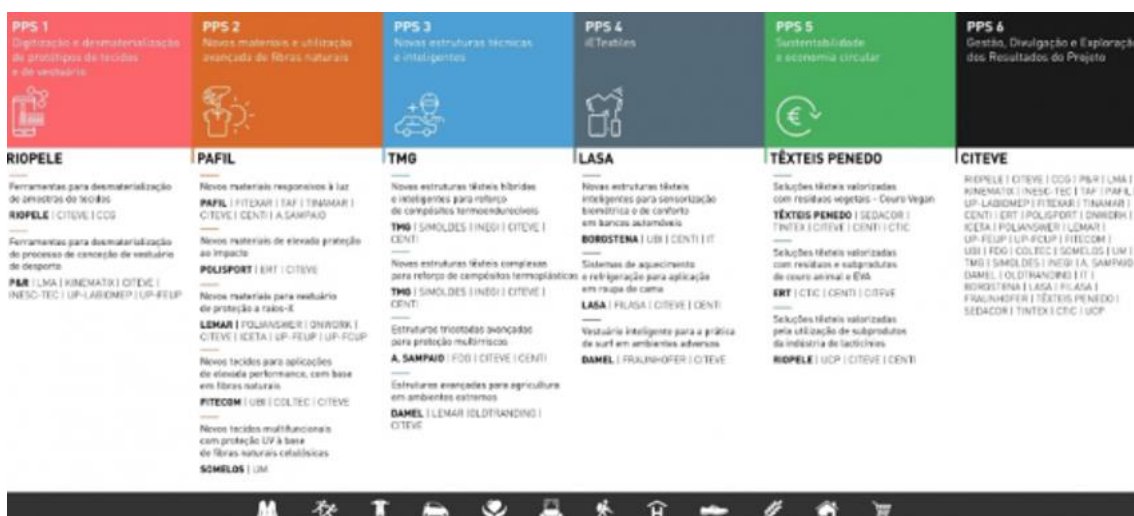 PPS 1
Digitização e desmaterialização
de protótipos de tecidos
e de vestuário
RIOPELE
Ferramentas para desmaterialização
de amostras de tecidos
RIOPELE | CITEVE | CCG
Ferramentas para desmaterialização
do processo de conceção de vestuário
de desporto
P&R | LMA | KINEMATIX | CITEVE |
INESC-TEC | UP-LABIOMEP | UP-FEUP
PPS 2
Novos materiais e utilização
avançada de fibras naturais
PAFIL
Novos materiais responsivos à luz
PAFIL | FITEXAR | TAF | TINAMAR |
CITEVE | CENTI | A SAMPAIO
Novos materiais de elevada proteção
ao impacto
POLISPORT | ERT | CITEVE
Novos materiais para vestuário
de proteção a raios-X
LEMAR | POLIANSWER | ONWORK |
CITEVE | ICETA | UP-FEUP | UP-FCUP
Novos tecidos para aplicações
de elevada performance, com base
em fibras naturais
FITECOM | UBI | COLTEC | CITEVE
Novos tecidos multifuncionais
com proteção UV à base
de fibras naturais celulósicas
SOMELOS | UM
PPS 3
Novas estruturas técnicas
e inteligentes
TMG
Novas estruturas têxteis híbridas
e inteligentes para reforço
de compósitos termoendurecíveis
TMG | SIMOLDES | INEGI | CITEVE |
CENTI
Novas estruturas têxteis complexas
para reforço de compósitos termoplásticos
TMG | SIMOLDES | INEGI | CITEVE |
CENTI
Estruturas tricotadas avançadas
para proteção multirriscos
A. SAMPAIO | FDG | CITEVE | CENTI
Estruturas avançadas para agricultura
em ambientes extremos
DAMEL | LEMAR |OLDTRANDING |
CITEVE
PPS 4
iETextiles
LASA
Novas estruturas têxteis
inteligentes para sensorização
biométrica e de conforto
em bancos automóveis
BORGSTENA | UBI | CENTI | IT
Sistemas de aquecimento
e refrigeração para aplicação
em roupa de cama
LASA | FILASA | CITEVE | CENTI
Vestuário inteligente para a prática
de surf em ambientes adversos
DAMEL | FRAUNHOFER | CITEVE
PPS 5
Sustentabilidade
e economia circular
TÊXTEIS PENEDO
Soluções têxteis valorizadas
com resíduos vegetais - Couro Vegan
TÊXTEIS PENEDO | SEDACOR |
TINTEX | CITEVE | CENTI | CTIC
Soluções têxteis valorizadas
com resíduos e subprodutos
de couro animal e EVA
ERT | CTIC | CENTI | CITEVE
Soluções têxteis valorizadas
pela utilização de subprodutos
da indústria de lacticínios
RIOPELE | UCP | CITEVE | CENTI
PPS 6
Gestão, Divulgação e Exploração
dos Resultados do Projeto
CITEVE
RIOPELE | CITEVE | CCG | P&R | LMA |
KINEMATIX | INESC-TEC | TAF | PAFIL |
UP-LABIOMEP | FITEXAR | TINAMAR |
CENTI | ERT | POLISPORT | ONWORK |
ICETA | POLIANSWER | LEMAR |
UP-FEUP | UP-FCUP | FITECOM |
UBI | FDG | COLTEC | SOMELOS | UM |
TMG | SIMOLDES | INEGI | A. SAMPAIO
DAMEL | OLDTRANDING | IT |
BORGSTENA | LASA | FILASA |
FRAUNHOFER | TÊXTEIS PENEDO |
SEDACOR | TINTEX | CTIC | UCP